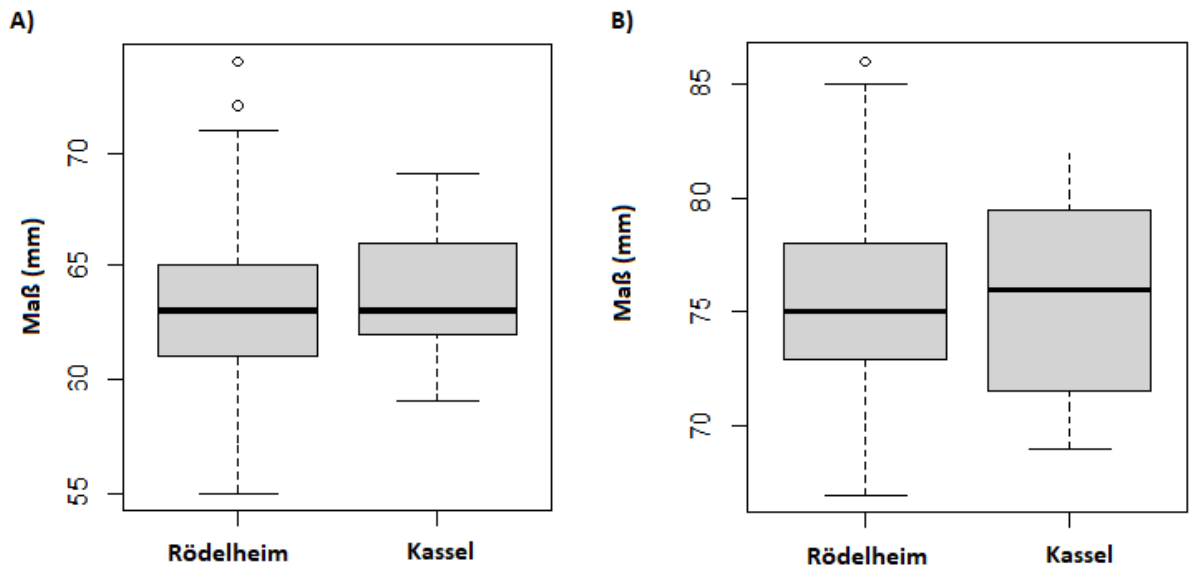 A)
Maß (mm)
70
65
60
55
Rödelheim
Kassel
B)
Maß (mm)
85
80
75
70
Rödelheim
Kassel